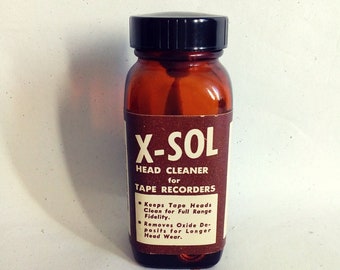 X-SOL
HEAD CLEANER
for
TAPE RECORDERS
Keeps Tape Heads
Clean for Full Range
Fidelity.
Removes Oxide De-
posits for Longer
Head Wear.